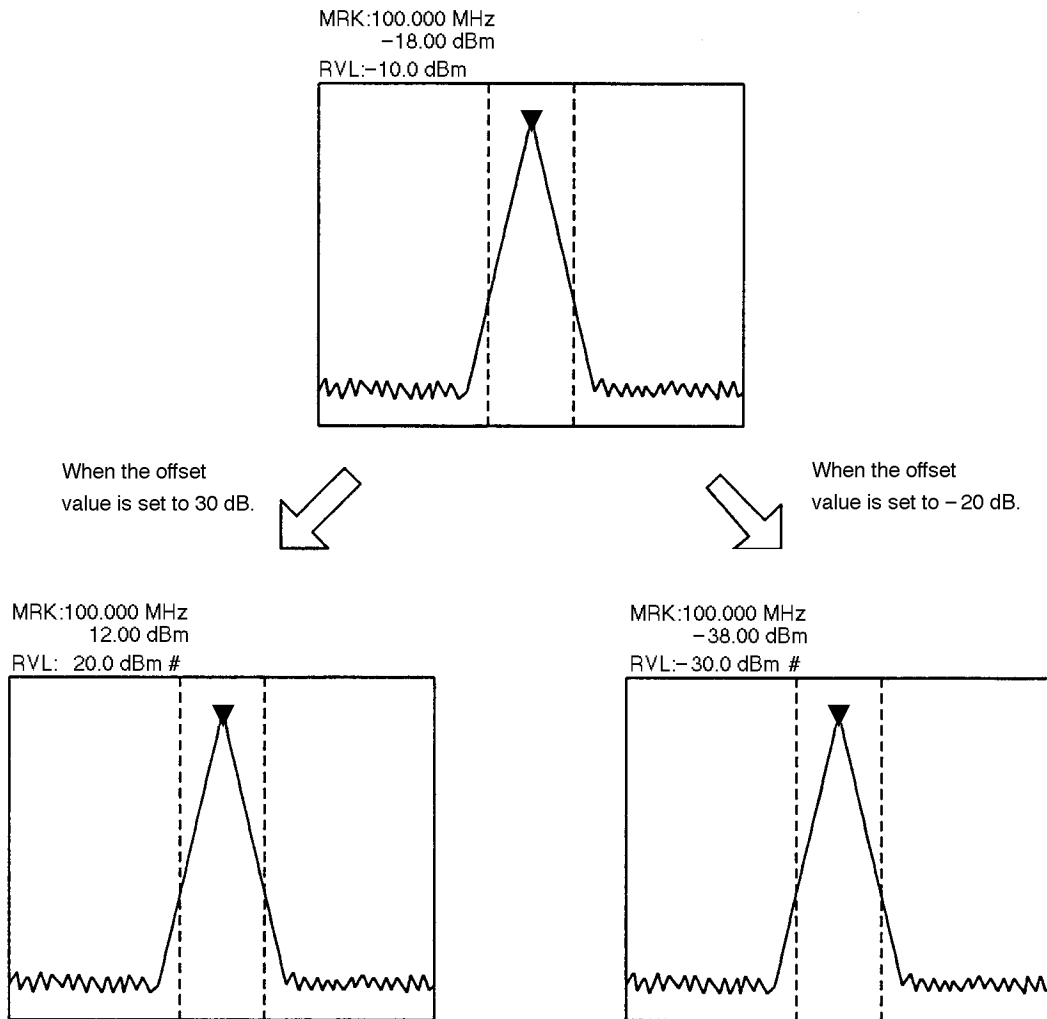 MRK:100.000 MHz
−18.00 dBm
RVL:−10.0 dBm
When the offset
value is set to 30 dB.
When the offset
value is set to −20 dB.
MRK:100.000 MHz
12.00 dBm
RVL: 20.0 dBm #
MRK:100.000 MHz
−38.00 dBm
RVL:−30.0 dBm #